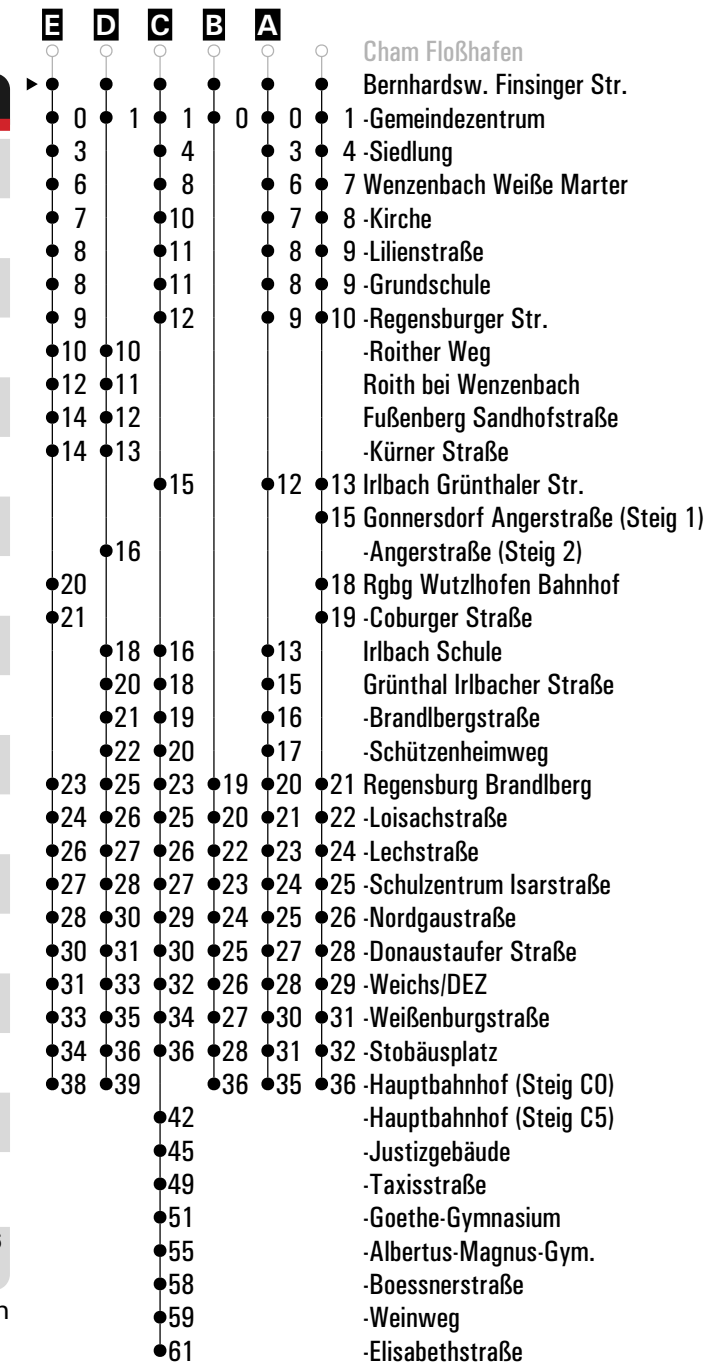 E D C B A
Cham Floßhafen
Bernhardsw. Finsinger Str.
0 1 1 0 0 1 -Gemeindezentrum
3 4 3 4 -Siedlung
6 8 6 7 Wenzenbach Weiße Marter
7 10 7 8 -Kirche
8 11 8 9 -Lilienstraße
8 11 8 9 -Grundschule
9 12 9 10 -Regensburger Str.
10 10 -Roither Weg
12 11 Roith bei Wenzenbach
14 12 Fußenberg Sandhofstraße
14 13 -Kürner Straße
15 12 13 Irlbach Grünthaler Str.
15 Gonnersdorf Angerstraße (Steig 1)
16 -Angerstraße (Steig 2)
20 18 Rgbg Wutzlhofen Bahnhof
21 19 -Coburger Straße
18 16 13 Irlbach Schule
20 18 15 Grünthal Irlbacher Straße
21 19 16 -Brandlbergstraße
22 20 17 -Schützenheimweg
23 25 23 19 20 21 Regensburg Brandlberg
24 26 25 20 21 22 -Loisachstraße
26 27 26 22 23 24 -Lechstraße
27 28 27 23 24 25 -Schulzentrum Isarstraße
28 30 29 24 25 26 -Nordgaustraße
30 31 30 25 27 28 -Donaustaufer Straße
31 33 32 26 28 29 -Weichs/DEZ
33 35 34 27 30 31 -Weißenburgstraße
34 36 36 28 31 32 -Stobäusplatz
38 39 36 35 36 -Hauptbahnhof (Steig C0)
42 -Hauptbahnhof (Steig C5)
45 -Justizgebäude
49 -Taxisstraße
51 -Goethe-Gymnasium
55 -Albertus-Magnus-Gym.
58 -Boessnerstraße
59 -Weinweg
61 -Elisabethstraße